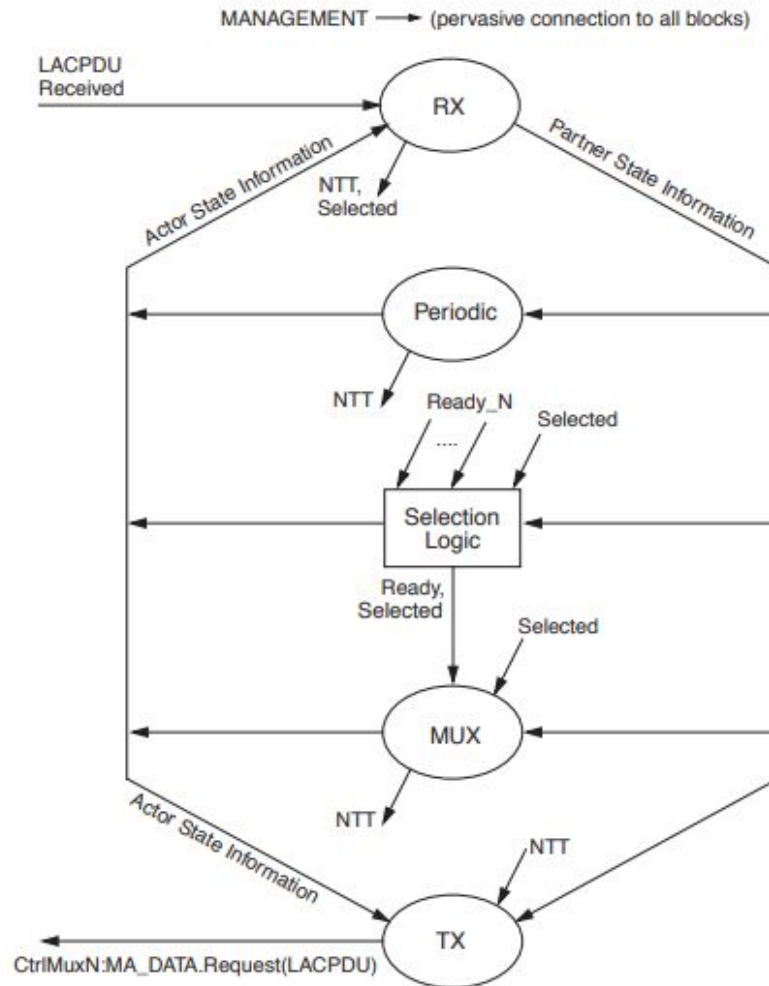 MANAGEMENT (pervasive connection to all blocks)
LACPDU
Received
RX
Actor State Information
Partner State Information
NTT,
Selected
Periodic
NTT
Ready_N
....
Selected
Selection
Logic
Ready,
Selected
Selected
MUX
NTT
Actor State Information
NTT
TX
CtrlMuxN:MA_DATA.Request(LACPDU)